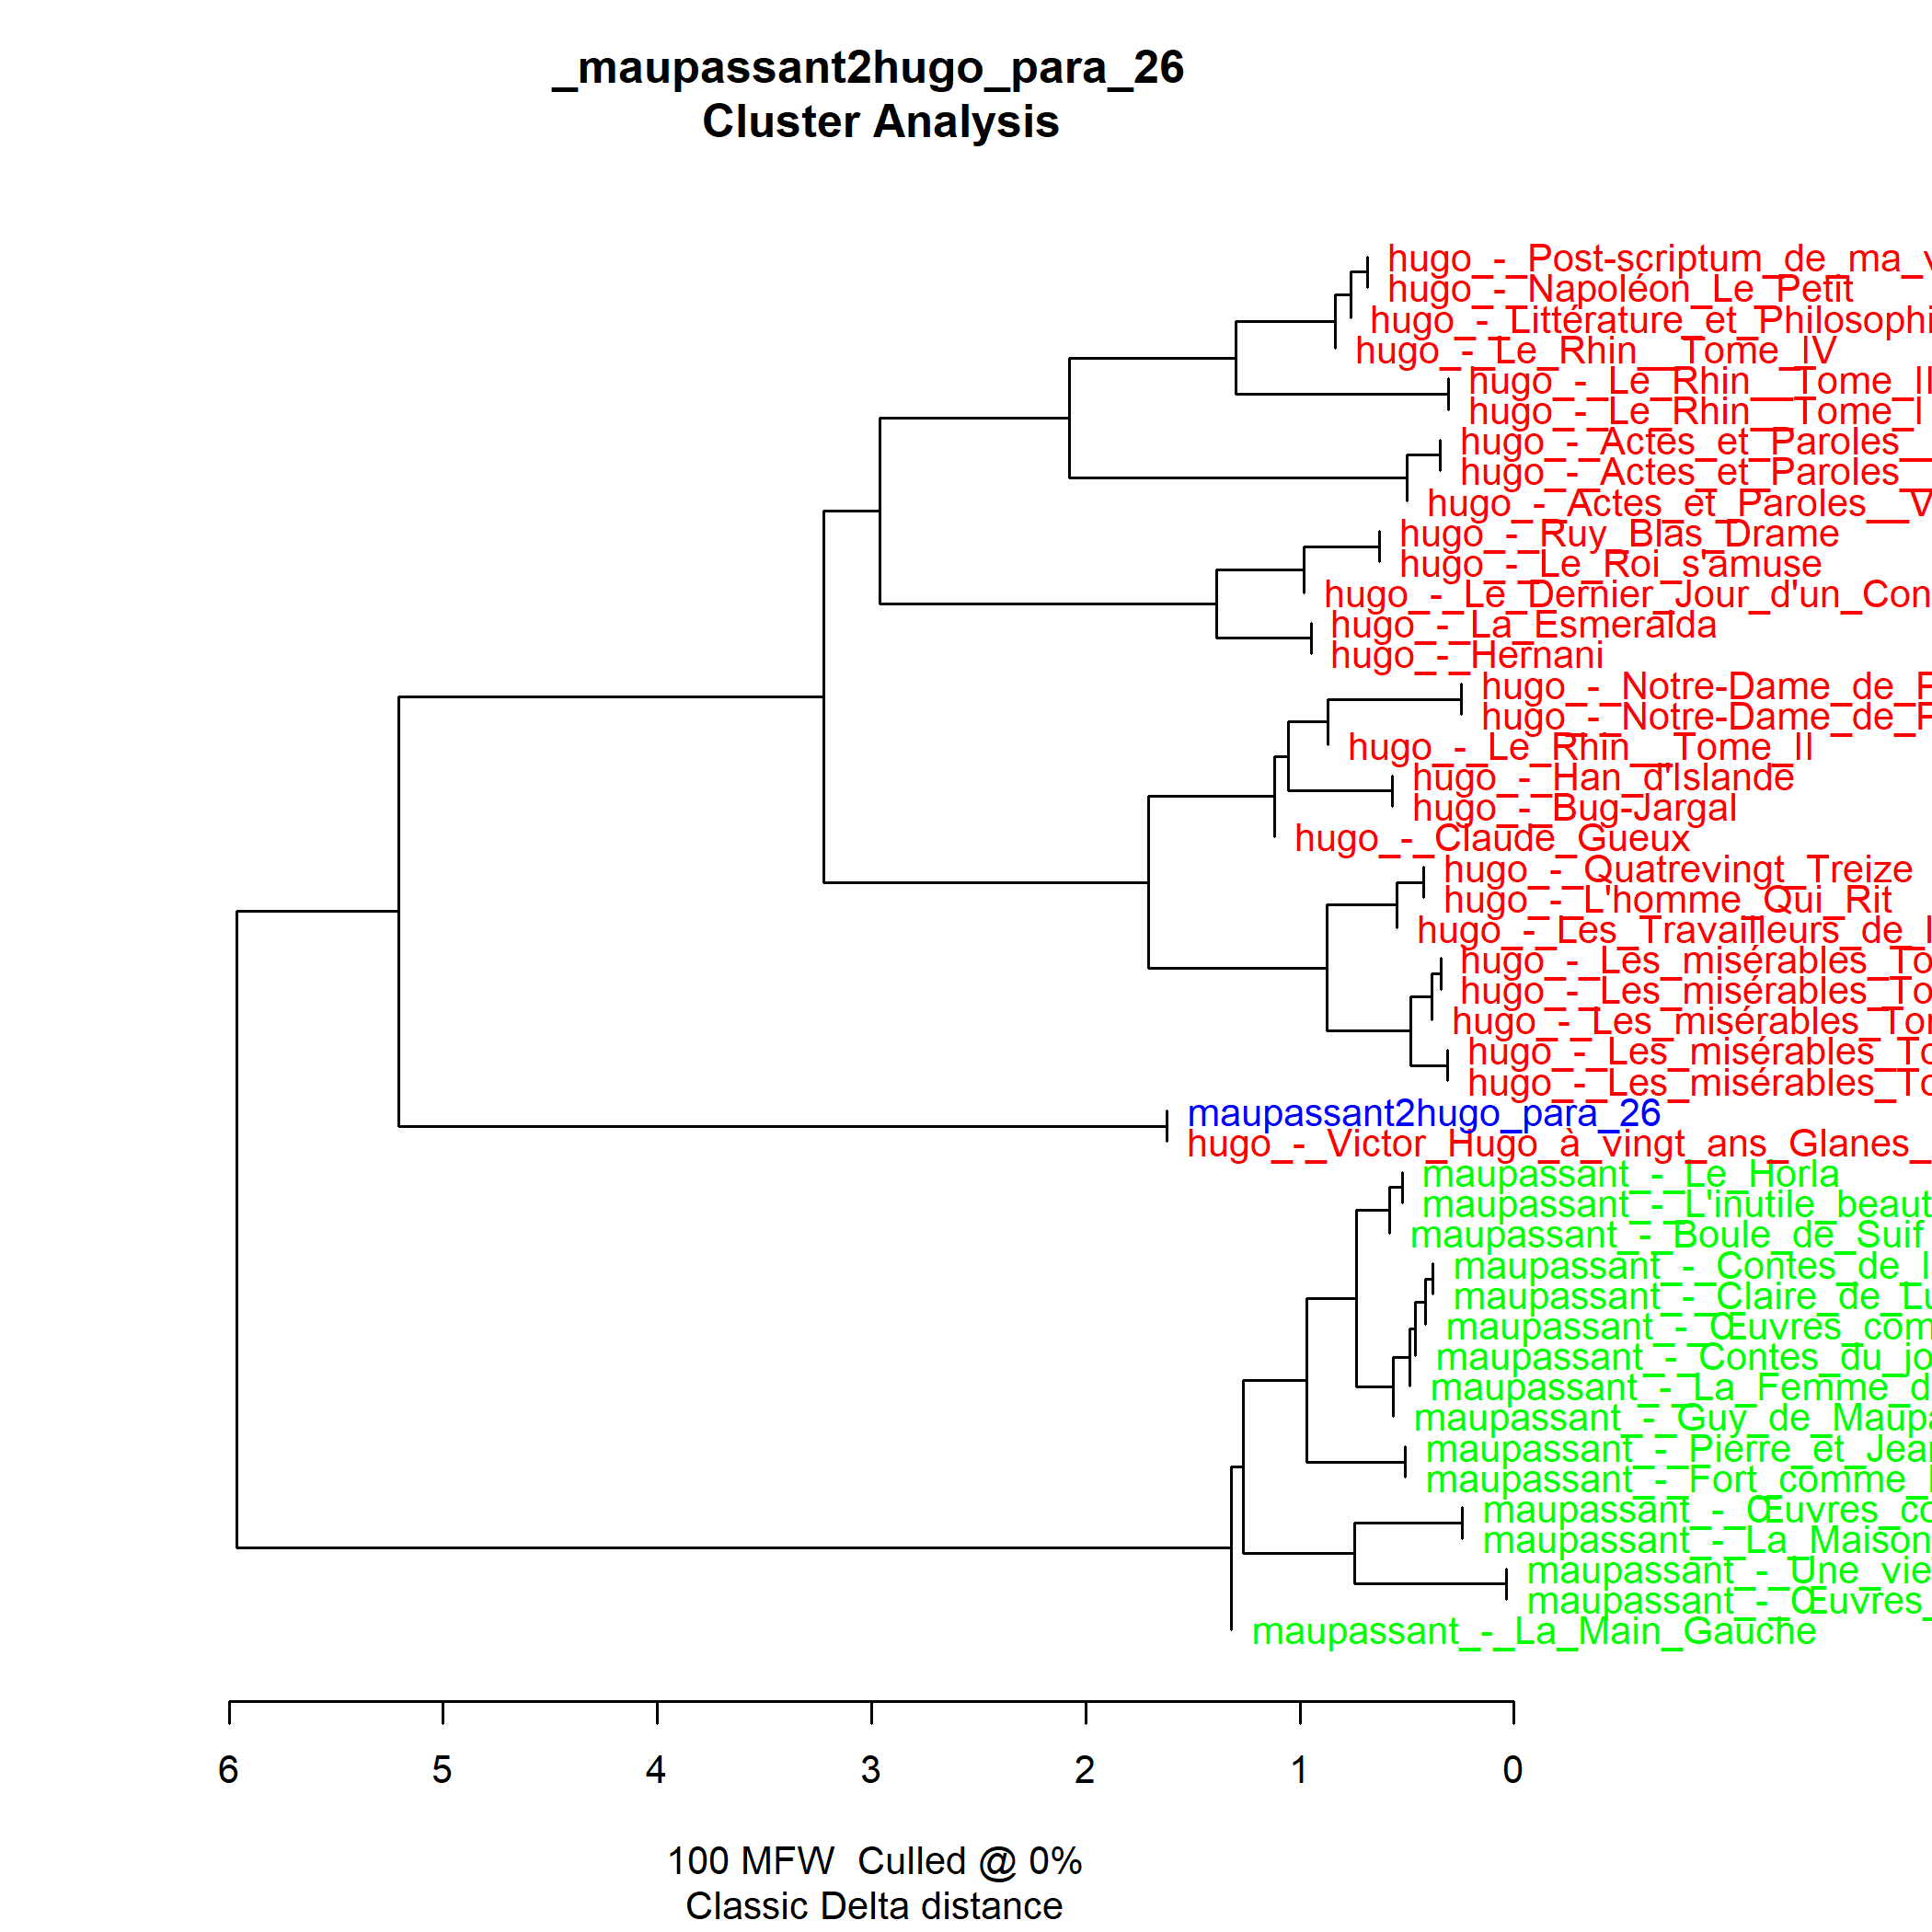 _maupassant2hugo_para_26
Cluster Analysis
hugo_-_Post-scriptum_de_ma_v
hugo_-_Napoléon_Le_Petit
hugo_-_Littérature_et_Philosophi
hugo_-_Le_Rhin__Tome_IV
hugo_-_Le_Rhin__Tome_II
hugo_-_Le_Rhin__Tome_I
hugo_-_Actes_et_Paroles__
hugo_-_Actes_et_Paroles__
hugo_-_Actes_et_Paroles__V
hugo_-_Ruy_Blas_Drame
hugo_-_Le_Roi_s'amuse
hugo_-_Le_Dernier_Jour_d'un_Con
hugo_-_La_Esmeralda
hugo_-_Hernani
hugo_-_Notre-Dame_de_P
hugo_-_Notre-Dame_de_P
hugo_-_Le_Rhin__Tome_II
hugo_-_Han_d'Islande
hugo_-_Bug-Jargal
hugo_-_Claude_Gueux
hugo_-_Quatrevingt_Treize
hugo_-_L'homme_Qui_Rit
hugo_-_Les_Travailleurs_de_l
hugo_-_Les_misérables_To
hugo_-_Les_misérables_To
hugo_-_Les_misérables_Tom
hugo_-_Les_misérables_To
hugo_-_Les_misérables_To
maupassant2hugo_para_26
hugo_-_Victor_Hugo_à_vingt_ans_Glanes_
maupassant_-_Le_Horla
maupassant_-_L'inutile_beaut
maupassant_-_Boule_de_Suif
maupassant_-_Contes_de_l
maupassant_-_Claire_de_Lu
maupassant_-_Œuvres_com
maupassant_-_Contes_du_jo
maupassant_-_La_Femme_d
maupassant_-_Guy_de_Maupa
maupassant_-_Pierre_et_Jean
maupassant_-_Fort_comme_l
maupassant_-_Œuvres_co
maupassant_-_La_Maison
maupassant_-_Une_vie
maupassant_-_Œuvres_
maupassant_-_La_Main_Gauche
6 5 4 3 2 1 0
100 MFW  Culled @ 0%
Classic Delta distance